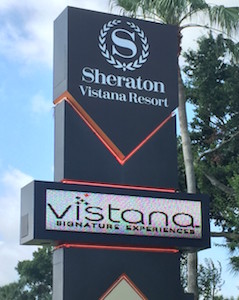 S
Sheraton
Vistana Resort
vistana
SIGNATURE EXPERIENCES